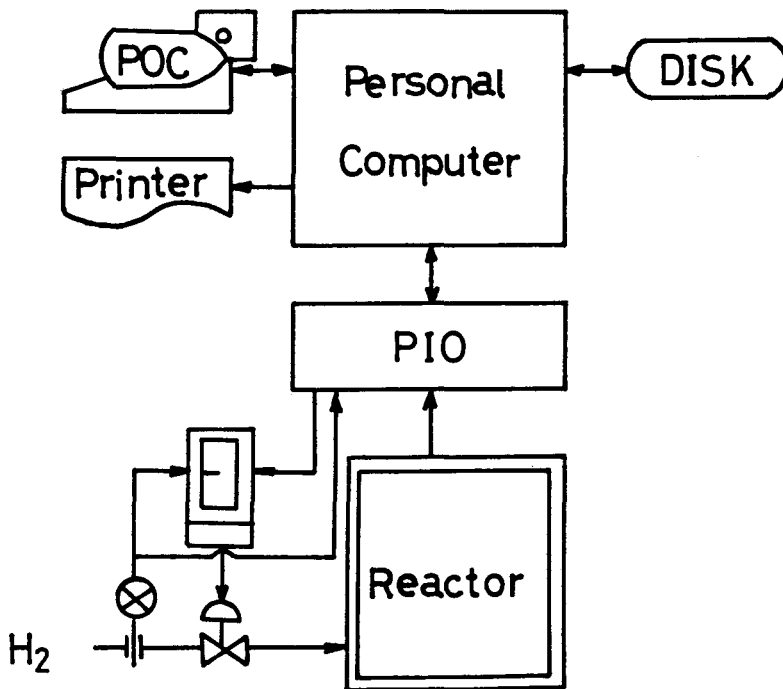 POC
Personal
Computer
DISK
Printer
PIO
Reactor
H₂